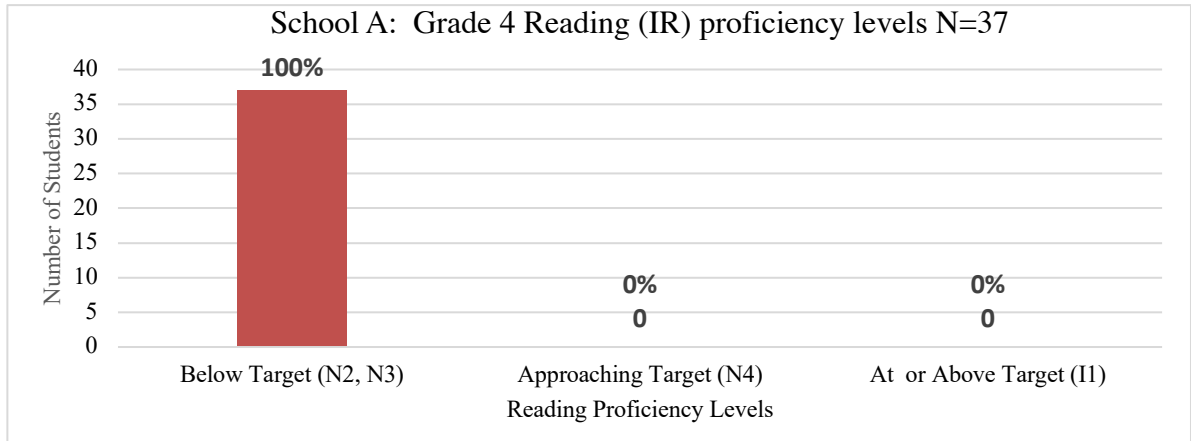 School A:  Grade 4 Reading (IR) proficiency levels N=37
Number of Students
40
35
30
25
20
15
10
5
0
100%
0%
0
0%
0
Below Target (N2, N3)
Approaching Target (N4)
At  or Above Target (I1)
Reading Proficiency Levels